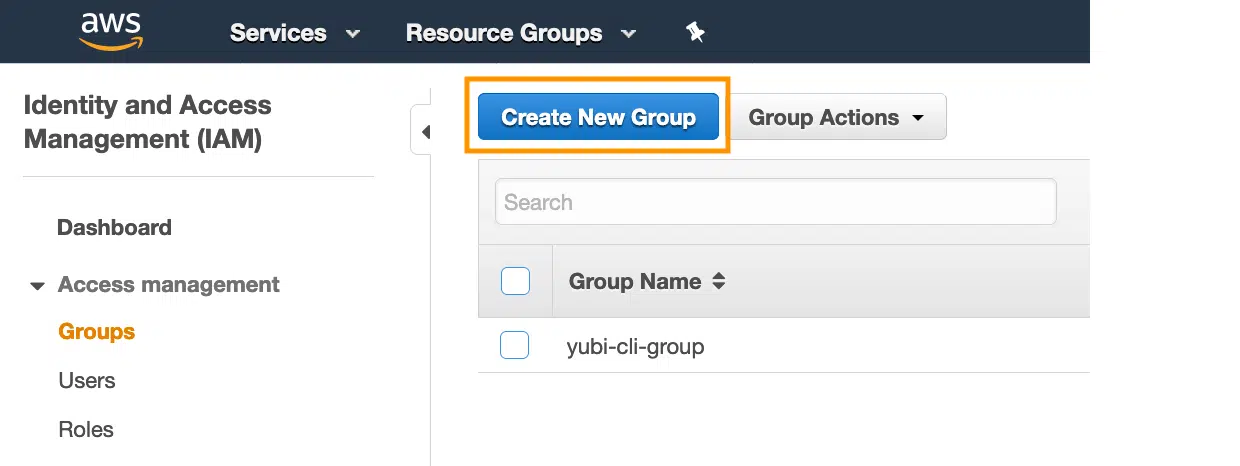 aws Services Resource Groups
Identity and Access
Management (IAM)
Create New Group Group Actions
Search
Dashboard
Group Name
Access management
yubi-cli-group
Groups
Users
Roles